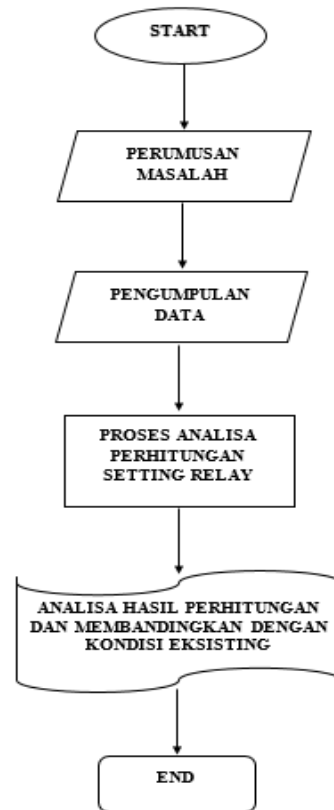 START
PERUMUSAN
MASALAH
PENGUMPULAN
DATA
PROSES ANALISA
PERHITUNGAN
SETTING RELAY
ANALISA HASIL PERHITUNGAN
DAN MEMBANDINGKAN DENGAN
KONDISI EKSISTING
END